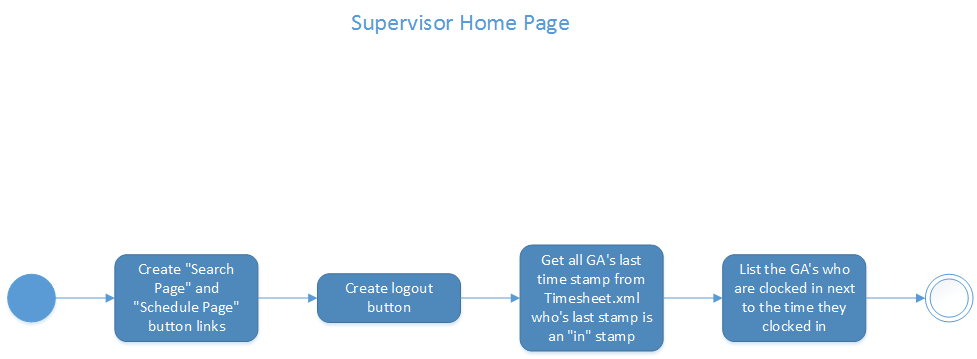 Supervisor Home Page
Create "Search
Page" and
"Schedule Page"
button links
Create logout
button
Get all GA's last
time stamp from
Timesheet.xml
who's last stamp is
an "in" stamp
List the GA's who
are clocked in next
to the time they
clocked in